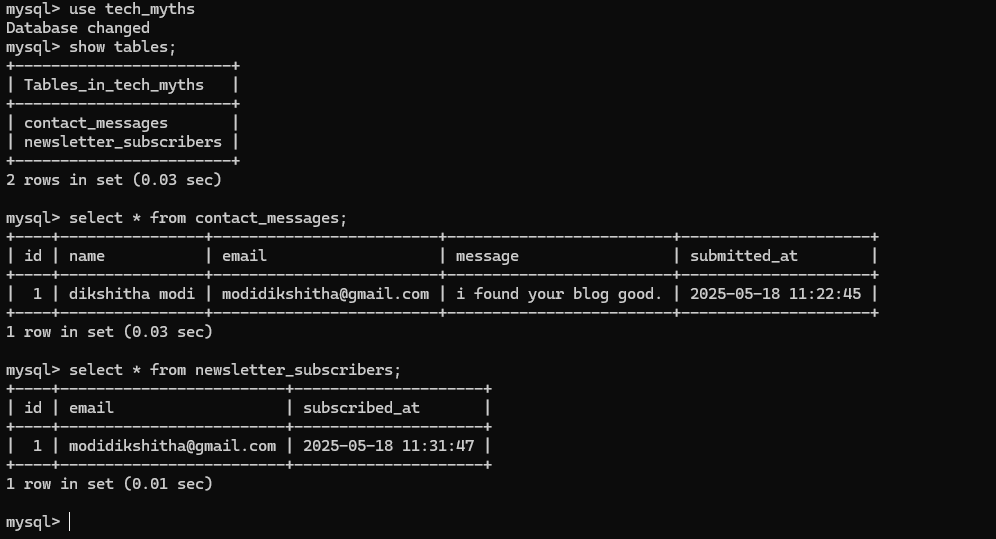 mysql> use tech_myths
Database changed
mysql> show tables;
+------------------------+
| Tables_in_tech_myths   |
+------------------------+
| contact_messages       |
| newsletter_subscribers |
+------------------------+
2 rows in set (0.03 sec)

mysql> select * from contact_messages;
+----+----------------+-------------------------+-------------------------+---------------------+
| id | name           | email                   | message                 | submitted_at        |
+----+----------------+-------------------------+-------------------------+---------------------+
|  1 | dikshitha modi | modidikshitha@gmail.com | i found your blog good. | 2025-05-18 11:22:45 |
+----+----------------+-------------------------+-------------------------+---------------------+
1 row in set (0.03 sec)

mysql> select * from newsletter_subscribers;
+----+-------------------------+---------------------+
| id | email                   | subscribed_at       |
+----+-------------------------+---------------------+
|  1 | modidikshitha@gmail.com | 2025-05-18 11:31:47 |
+----+-------------------------+---------------------+
1 row in set (0.01 sec)

mysql>